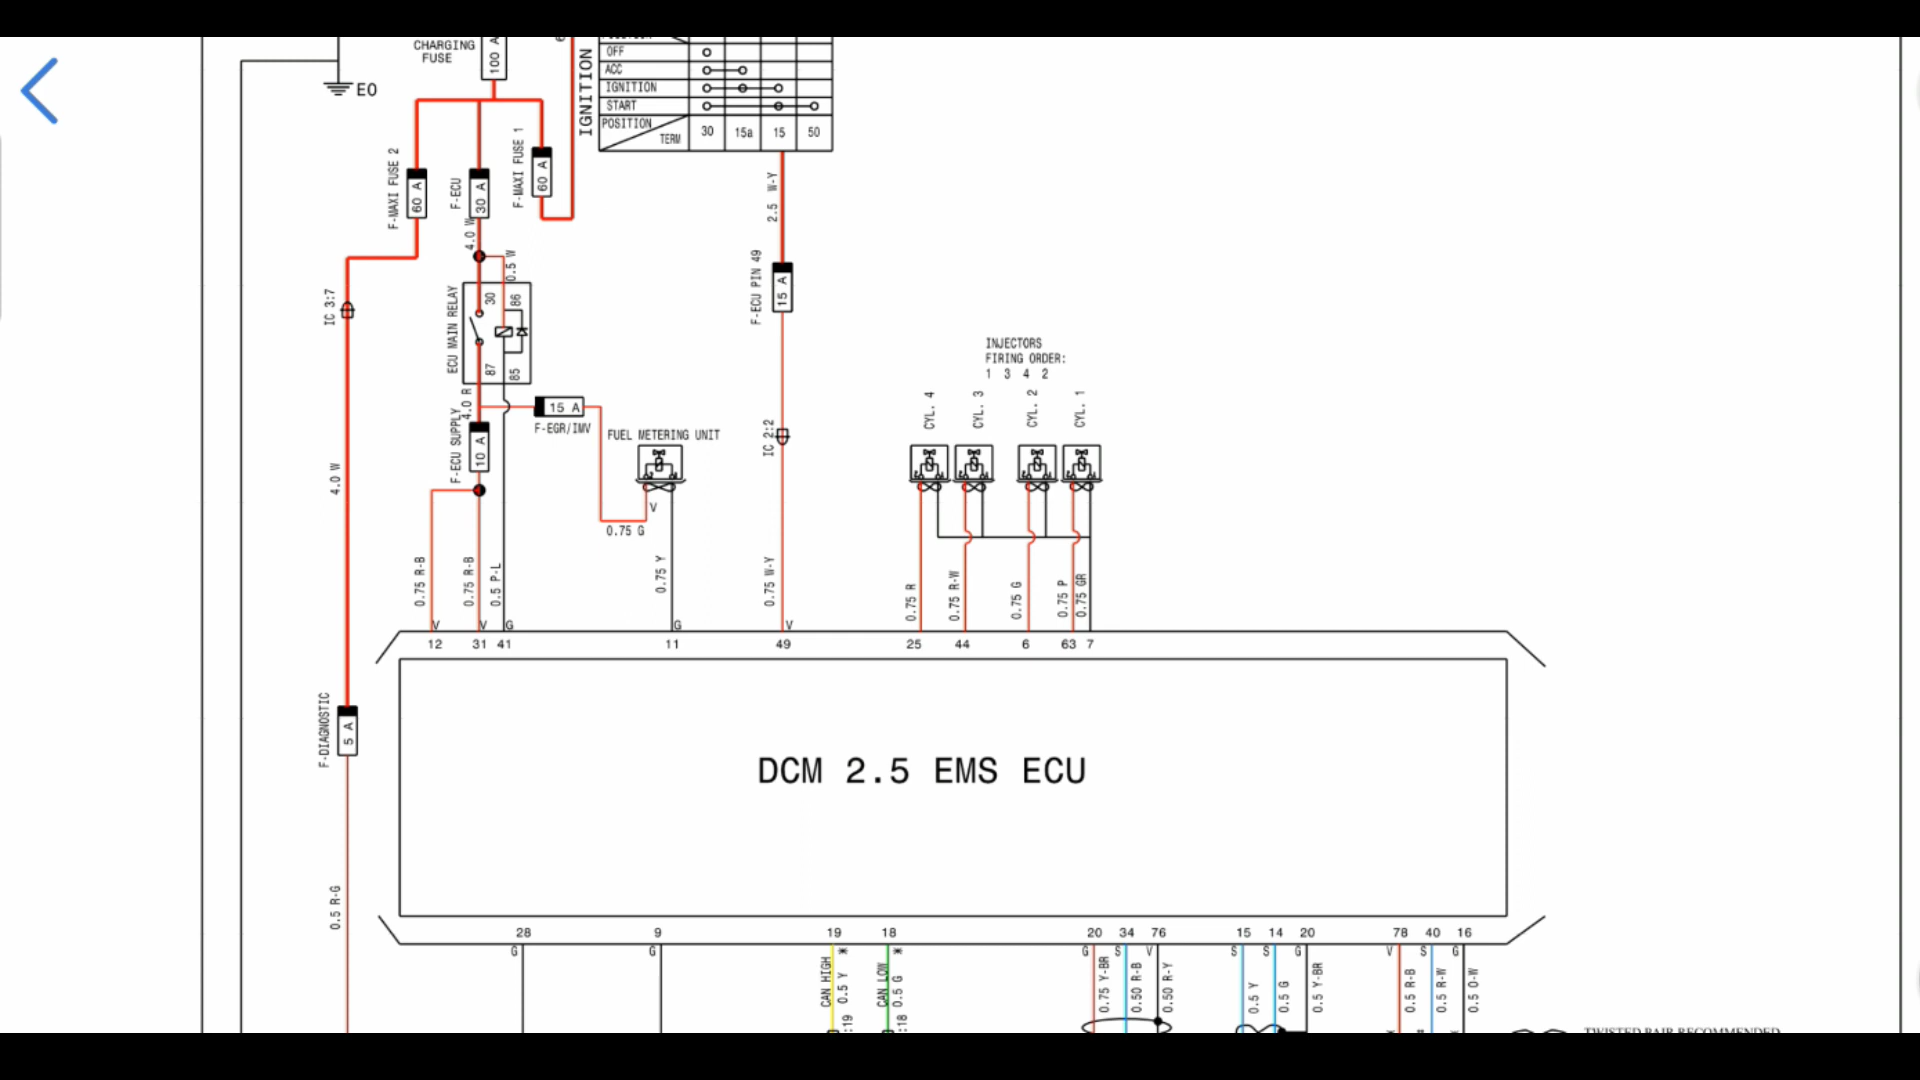 CHARGING
FUSE
100 A
EO
IGNITION
OFF
ACC
IGNITION
START
POSITION
TERM
30
15a
15
50
F-MAXI FUSE 2
60 A
F-ECU
30 A
F-MAXI FUSE 1
60 A
4.0 W
0.5 W
2.5 W-Y
IC 3:7
ECU MAIN RELAY
30
86
87
85
F-ECU PIN 49
15 A
INJECTORS
FIRING ORDER:
1 3 4 2
4.0 R
15 A
F-EGR/IMV
F-ECU SUPPLY
10 A
FUEL METERING UNIT
IC 2:2
CYL. 4
CYL. 3
CYL. 2
CYL. 1
4.0 W
V
0.75 G
0.75 R-B
0.75 R-B
0.5 P-L
0.75 Y
0.75 W-Y
0.75 R
0.75 R-W
0.75 G
0.75 P
0.75 GR
V
V
G
G
V
12
31
41
11
49
25
44
6
63
7
F-DIAGNOSTIC
5 A
DCM 2.5 EMS ECU
0.5 R-G
28
9
19
18
20
34
76
15
14
20
78
40
16
G
G
*
*
G
S
V
S
S
G
V
S
G
CAN HIGH
0.5 Y
:19
CAN LOW
0.5 G
:18
0.75 Y-BR
0.50 R-B
0.50 R-Y
0.5 Y
0.5 G
0.5 Y-BR
0.5 R-B
0.5 R-W
0.5 O-W
TWISTED PAIR RECOMMENDED